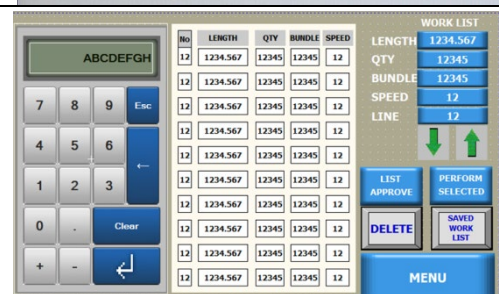 ABCDEFGH
7 8 9 Esc
4 5 6 ←
1 2 3
0 . Clear
+ -
No LENGTH QTY BUNDLE SPEED
12 1234.567 12345 12345 12
12 1234.567 12345 12345 12
12 1234.567 12345 12345 12
12 1234.567 12345 12345 12
12 1234.567 12345 12345 12
12 1234.567 12345 12345 12
12 1234.567 12345 12345 12
12 1234.567 12345 12345 12
12 1234.567 12345 12345 12
12 1234.567 12345 12345 12
WORK LIST
LENGTH 1234.567
QTY 12345
BUNDLE 12345
SPEED 12
LINE 12
LIST
APPROVE
PERFORM
SELECTED
DELETE
SAVED
WORK
LIST
MENU